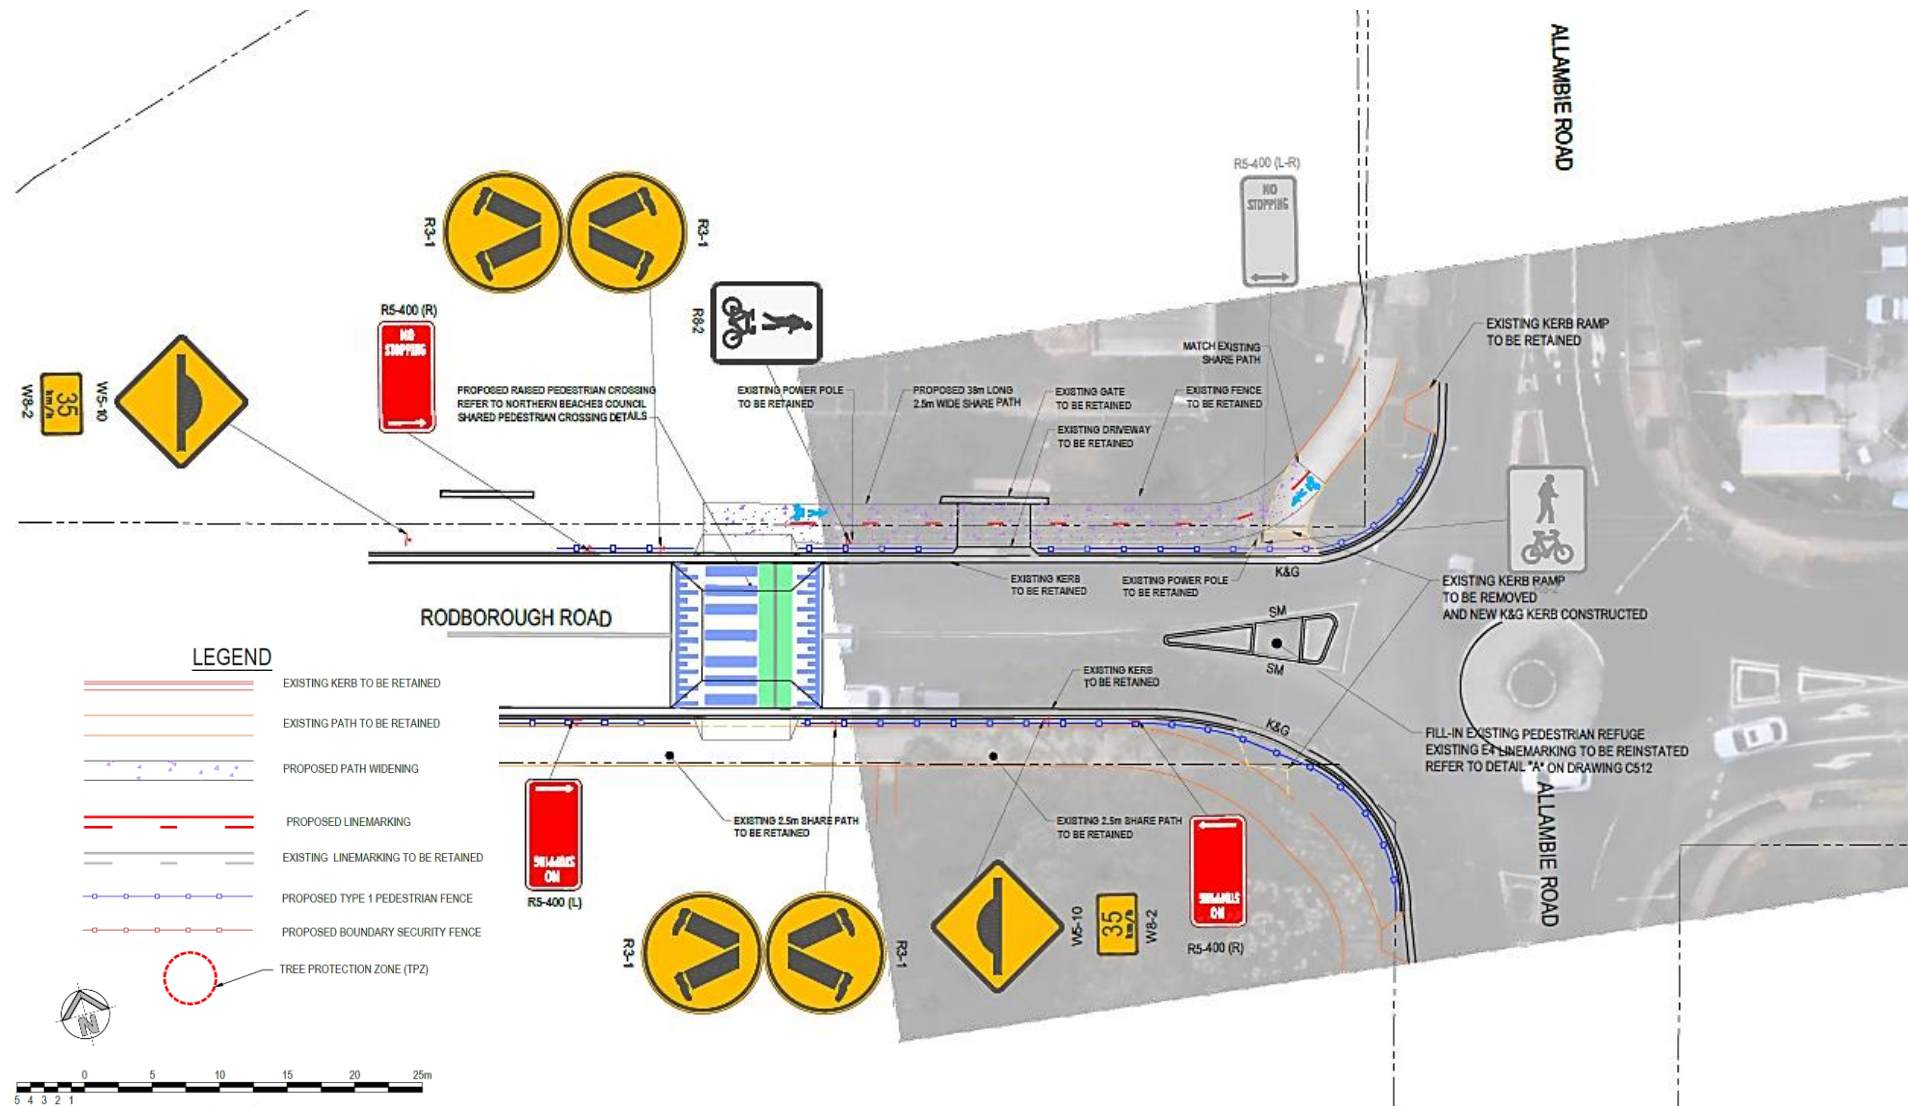 ALLAMBIE ROAD
R5-400 (L-R)
NO
STOPPING
R3-1
R3-1
R5-400 (R)
NO
STOPPING
R8-2
W5-10
W8-2
35
km/h
PROPOSED RAISED PEDESTRIAN CROSSING
REFER TO NORTHERN BEACHES COUNCIL
SHARED PEDESTRIAN CROSSING DETAILS
EXISTING POWER POLE
TO BE RETAINED
PROPOSED 38m LONG
2.5m WIDE SHARE PATH
EXISTING GATE
TO BE RETAINED
EXISTING DRIVEWAY
TO BE RETAINED
EXISTING FENCE
TO BE RETAINED
MATCH EXISTING
SHARE PATH
EXISTING KERB RAMP
TO BE RETAINED
EXISTING KERB
TO BE RETAINED
EXISTING POWER POLE
TO BE RETAINED
K&G
EXISTING KERB RAMP
TO BE REMOVED
AND NEW K&G KERB CONSTRUCTED
RODBOROUGH ROAD
SM
SM
EXISTING KERB
TO BE RETAINED
K&G
FILL-IN EXISTING PEDESTRIAN REFUGE
EXISTING E4 LINEMARKING TO BE REINSTATED
REFER TO DETAIL "A" ON DRAWING C512
ALLAMBIE ROAD
LEGEND
EXISTING KERB TO BE RETAINED
EXISTING PATH TO BE RETAINED
PROPOSED PATH WIDENING
PROPOSED LINEMARKING
EXISTING LINEMARKING TO BE RETAINED
PROPOSED TYPE 1 PEDESTRIAN FENCE
PROPOSED BOUNDARY SECURITY FENCE
TREE PROTECTION ZONE (TPZ)
EXISTING 2.5m SHARE PATH
TO BE RETAINED
EXISTING 2.5m SHARE PATH
TO BE RETAINED
NO
STOPPING
R5-400 (L)
R3-1
R3-1
W5-10
35
km/h
W8-2
NO
STOPPING
R5-400 (R)
N
0 5 10 15 20 25m
5 4 3 2 1